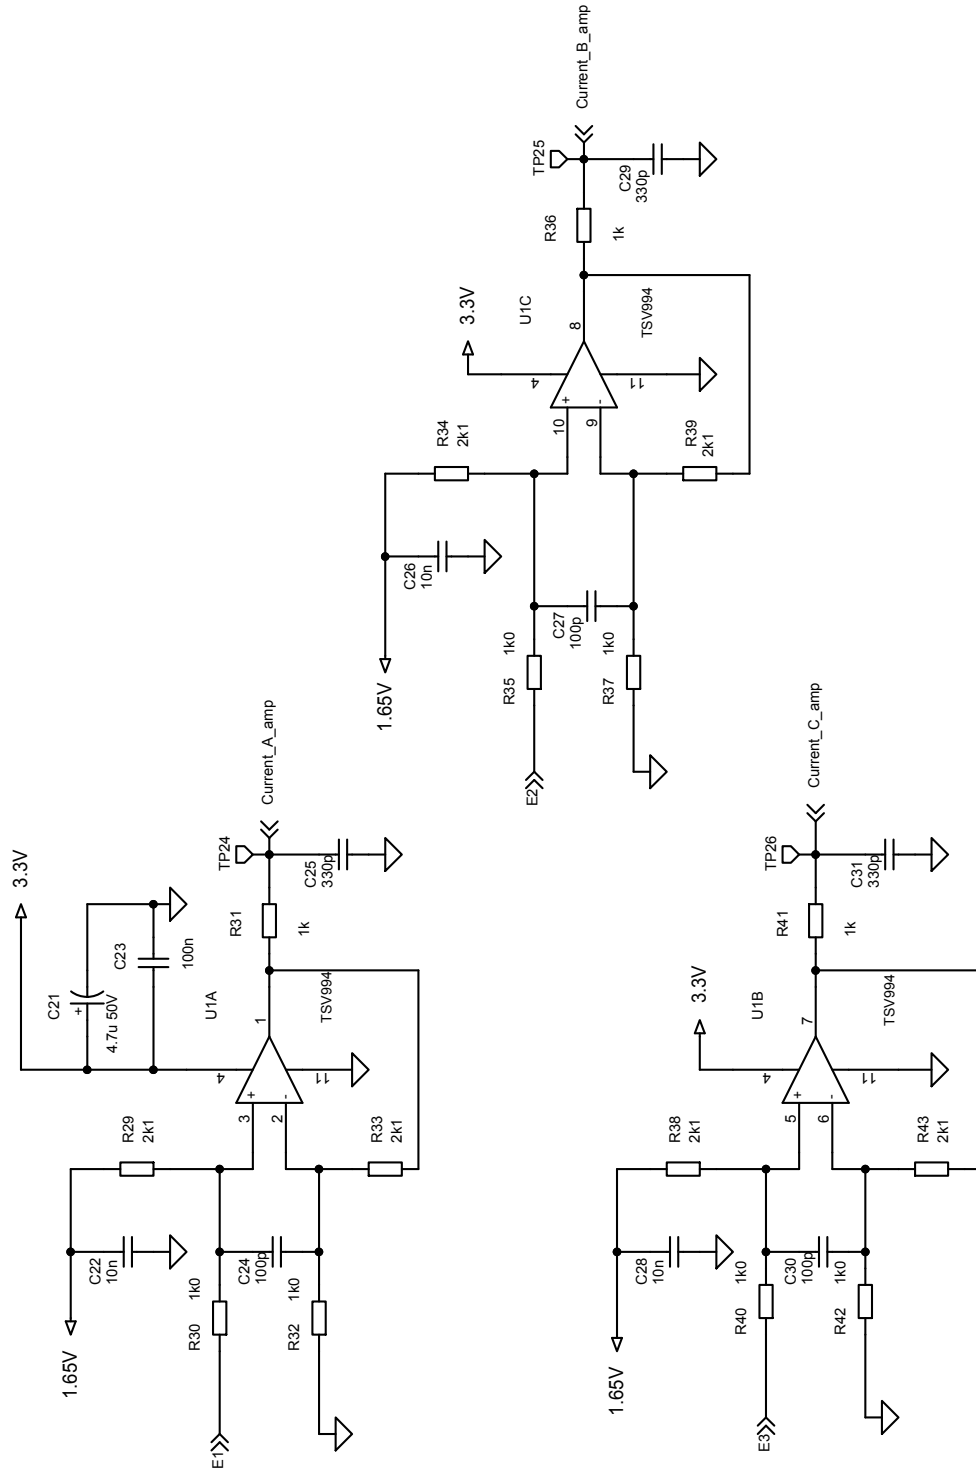 3.3V
C21
4.7u 50V
+
C23
100n
R29
2k1
1.65V
C22
10n
R30
1k0
E1
C24
100p
R32
1k0
R33
2k1
U1A
TSV994
3
+
2
-
4
11
1
R31
1k
TP24
C25
330p
Current_A_amp
3.3V
R34
2k1
1.65V
C26
10n
R35
1k0
E2
C27
100p
R37
1k0
R39
2k1
U1C
TSV994
10
+
9
-
4
11
8
R36
1k
TP25
C29
330p
Current_B_amp
3.3V
R38
2k1
1.65V
C28
10n
R40
1k0
E3
C30
100p
R42
1k0
R43
2k1
U1B
TSV994
5
+
6
-
4
11
7
R41
1k
TP26
C31
330p
Current_C_amp